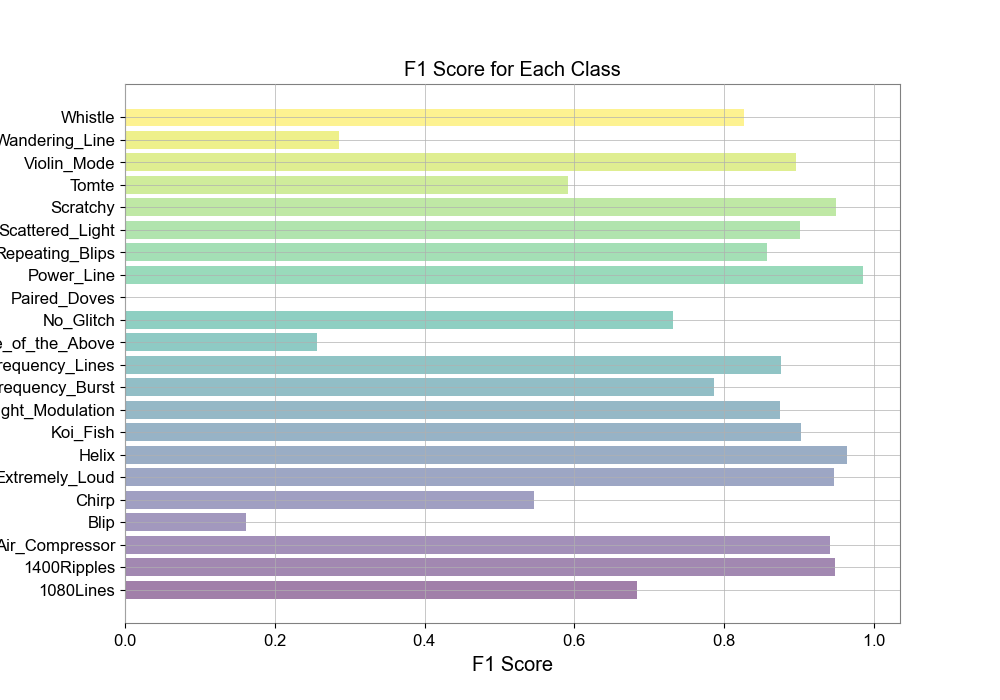 F1 Score for Each Class
Whistle
Wandering_Line
Violin_Mode
Tomte
Scratchy
Scattered_Light
Repeating_Blips
Power_Line
Paired_Doves
No_Glitch
e_of_the_Above
requency_Lines
requency_Burst
ght_Modulation
Koi_Fish
Helix
Extremely_Loud
Chirp
Blip
Air_Compressor
1400Ripples
1080Lines
0.0 0.2 0.4 0.6 0.8 1.0
F1 Score